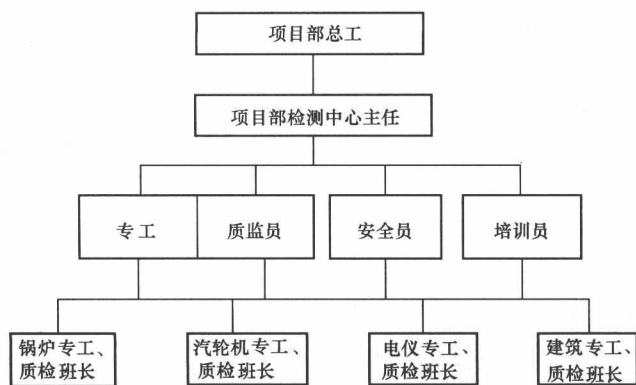 项目部总工
项目部检测中心主任
专工
质监员
安全员
培训员
锅炉专工、
质检班长
汽轮机专工、
质检班长
电仪专工、
质检班长
建筑专工、
质检班长